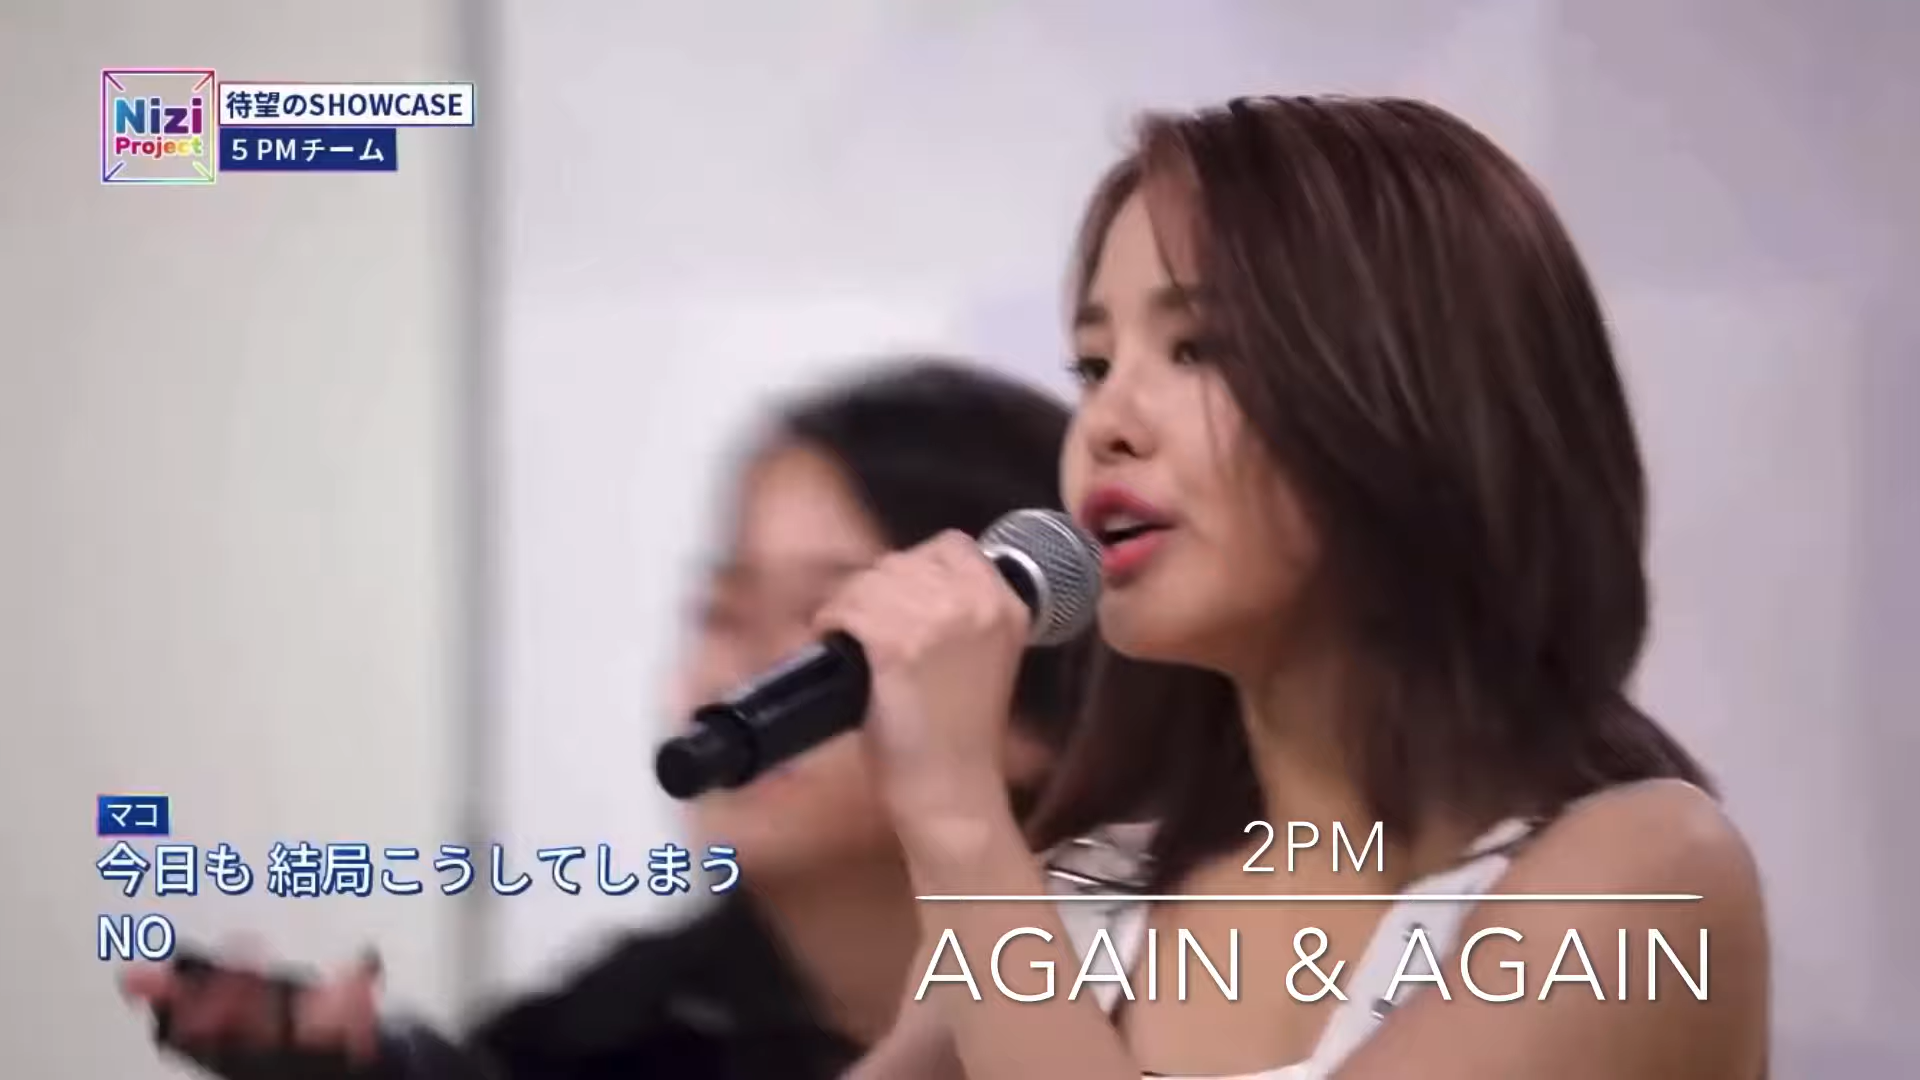 Nizi
Project
待望のSHOWCASE
5 PMチーム
マコ
今日も 結局こうしてしまう
NO
2PM
AGAIN & AGAIN